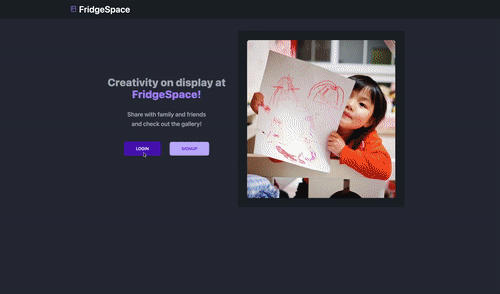 FridgeSpace
Creativity on display at
FridgeSpace!
Share with family and friends
and check out the gallery!
LOGIN
SIGNUP